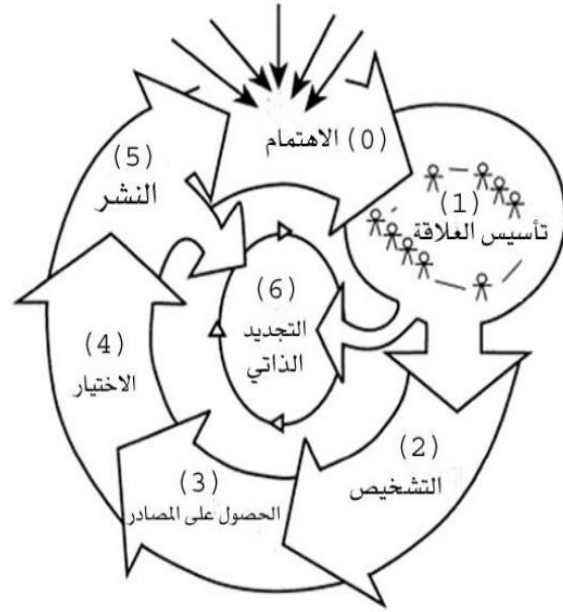 (0) الاهتمام
(1)
تأسيس العلاقة
(2)
التشخيص
(3)
الحصول على المصادر
(4)
الاختيار
(5)
النشر
(6)
التجديد
الذاتي